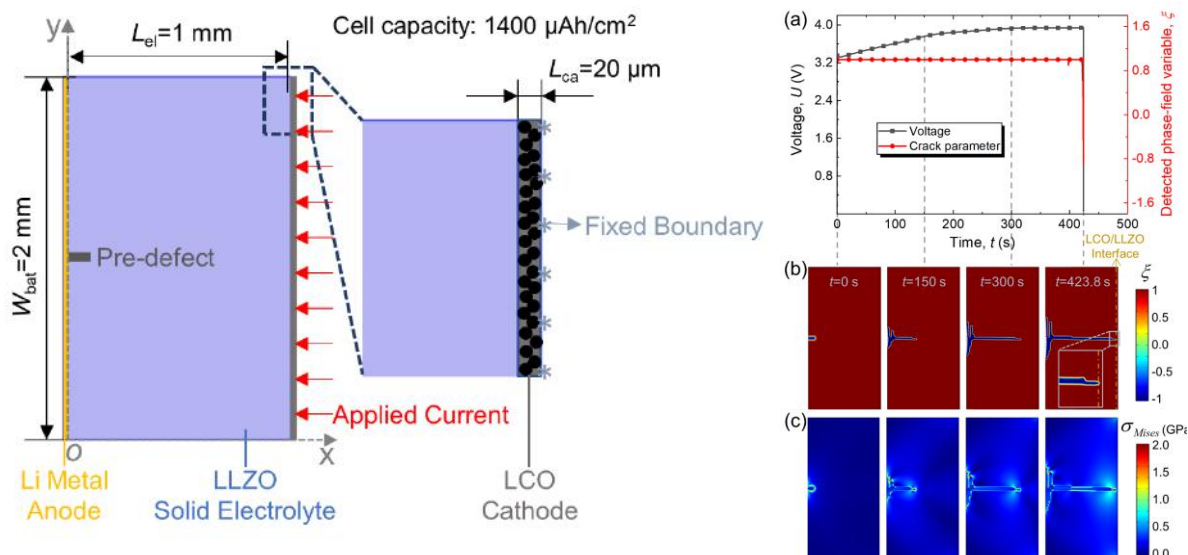 y
L_el=1 mm
Cell capacity: 1400 μAh/cm²
L_ca=20 μm
W_bat=2 mm
Pre-defect
Fixed Boundary
Applied Current
O
x
Li Metal
Anode
LLZO
Solid Electrolyte
LCO
Cathode
(a)
4.0
3.2
2.4
1.6
0.8
Voltage, U (V)
Voltage
Crack parameter
1.6
0.8
0.0
-0.8
-1.6
Detected phase-field variable, ξ
0
100
200
300
400
500
Time, t (s)
LCO/LLZO
Interface
(b)
t=0 s
t=150 s
t=300 s
t=423.8 s
ξ
1
0.5
0.0
-0.5
-1
(c)
σ_Mises (GPa
2.0
1.5
1.0
0.5
0.0